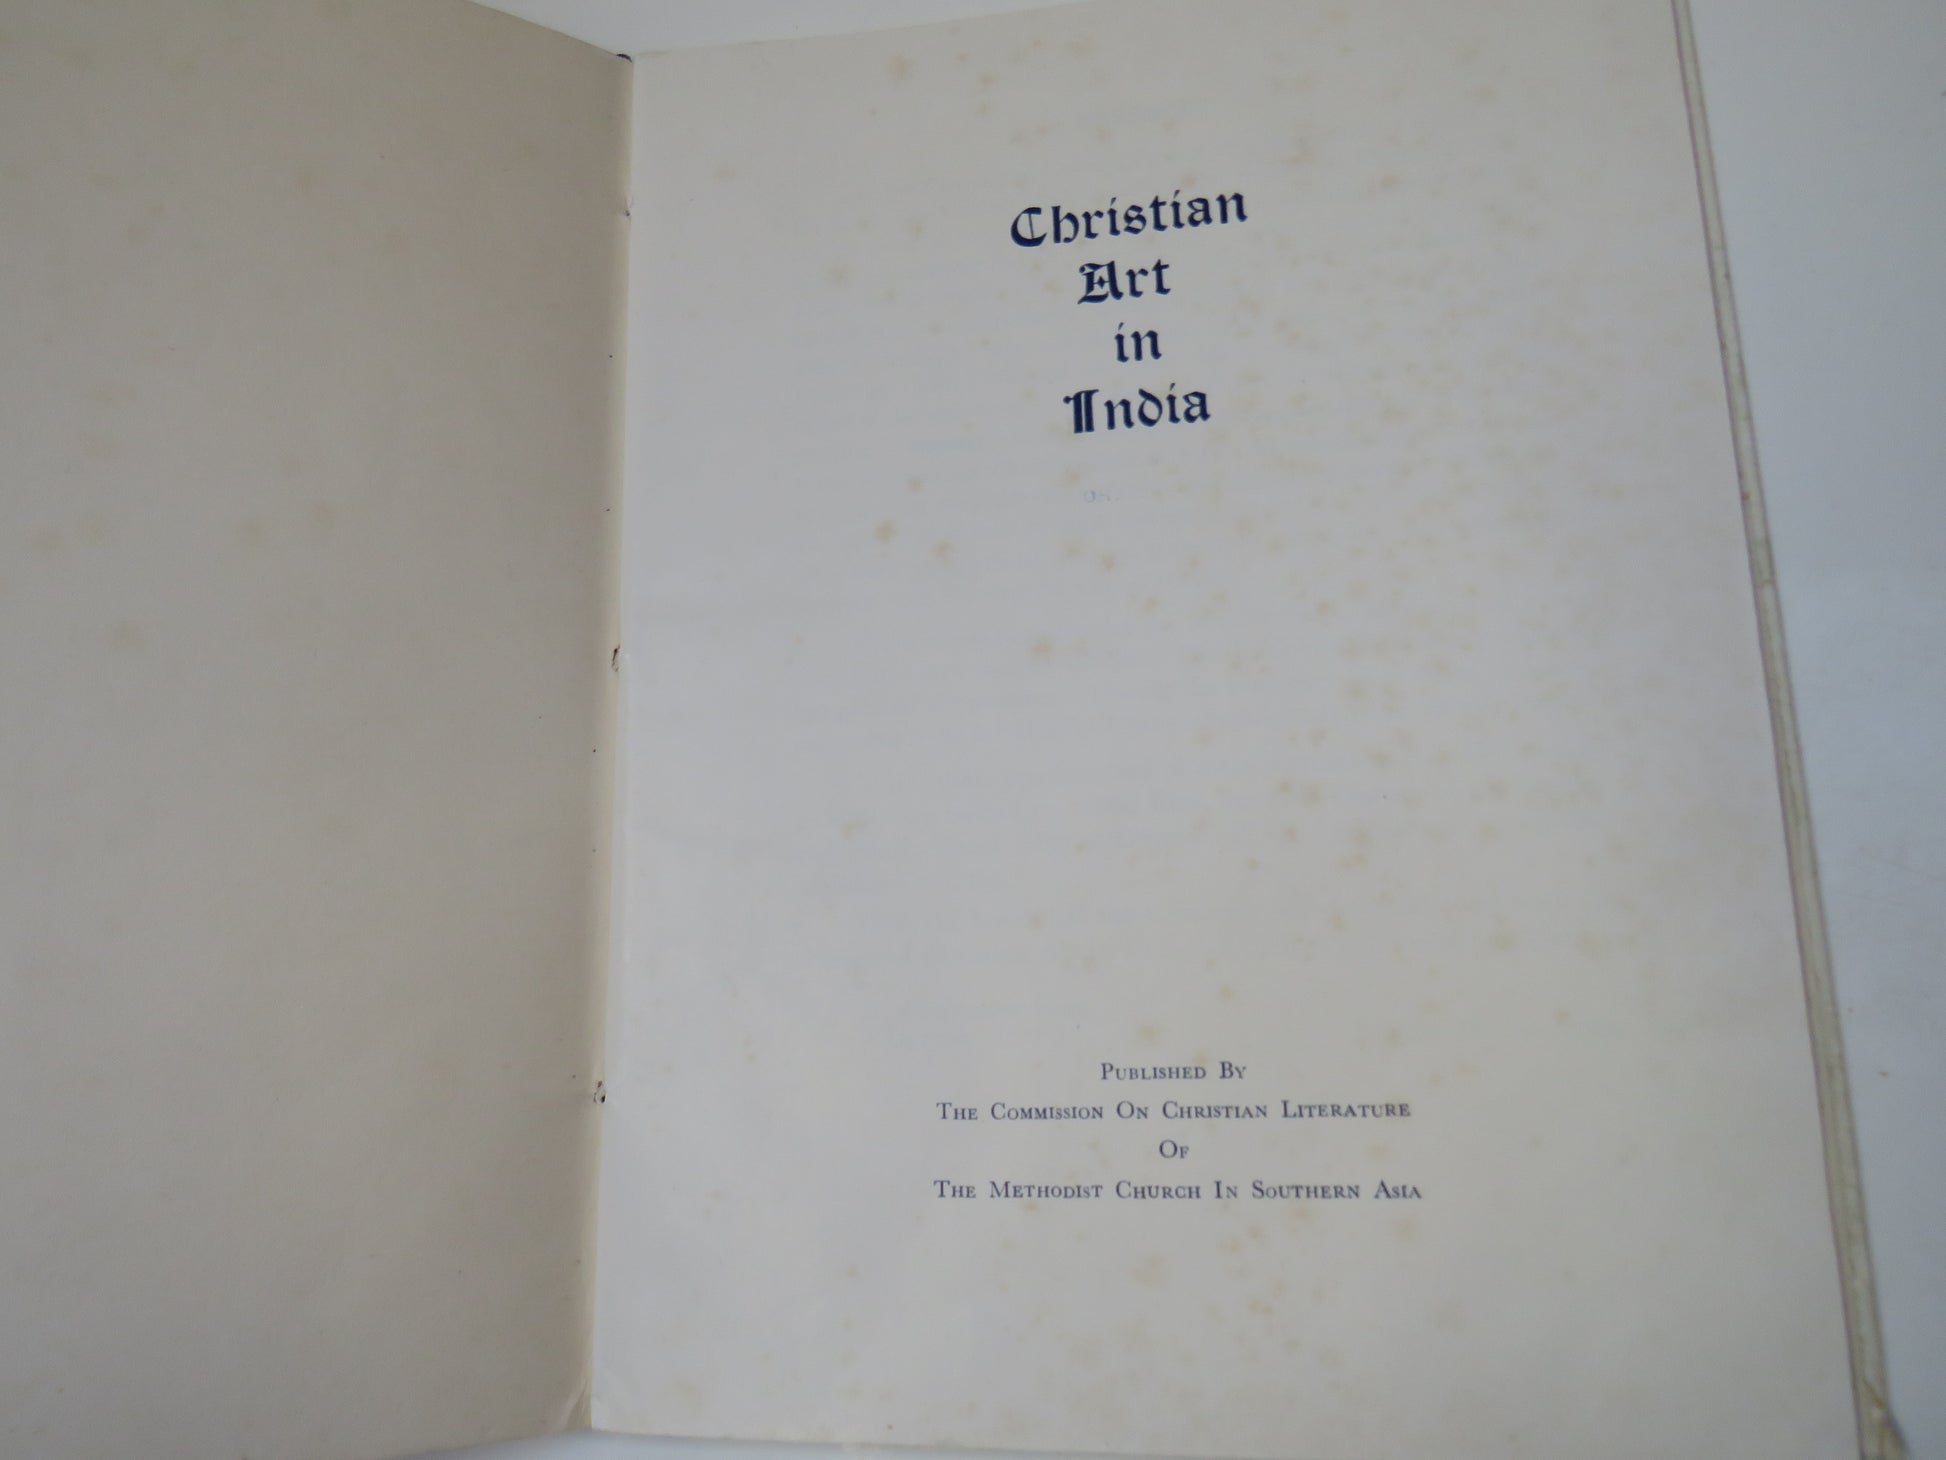 Christian
Art
in
India
Published By
The Commission On Christian Literature
Of
The Methodist Church In Southern Asia